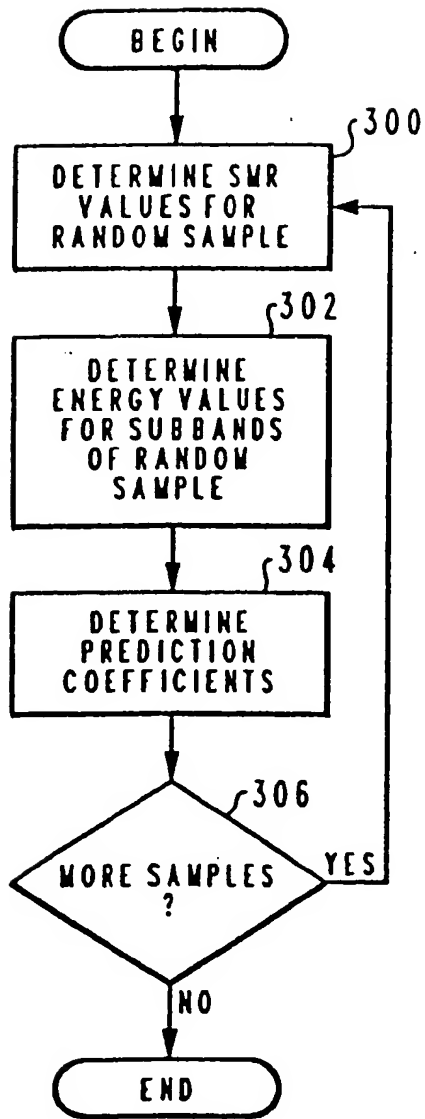 BEGIN
300
DETERMINE SMR
VALUES FOR
RANDOM SAMPLE
302
DETERMINE
ENERGY VALUES
FOR SUBBANDS
OF RANDOM
SAMPLE
304
DETERMINE
PREDICTION
COEFFICIENTS
306
MORE SAMPLES
?
YES
NO
END